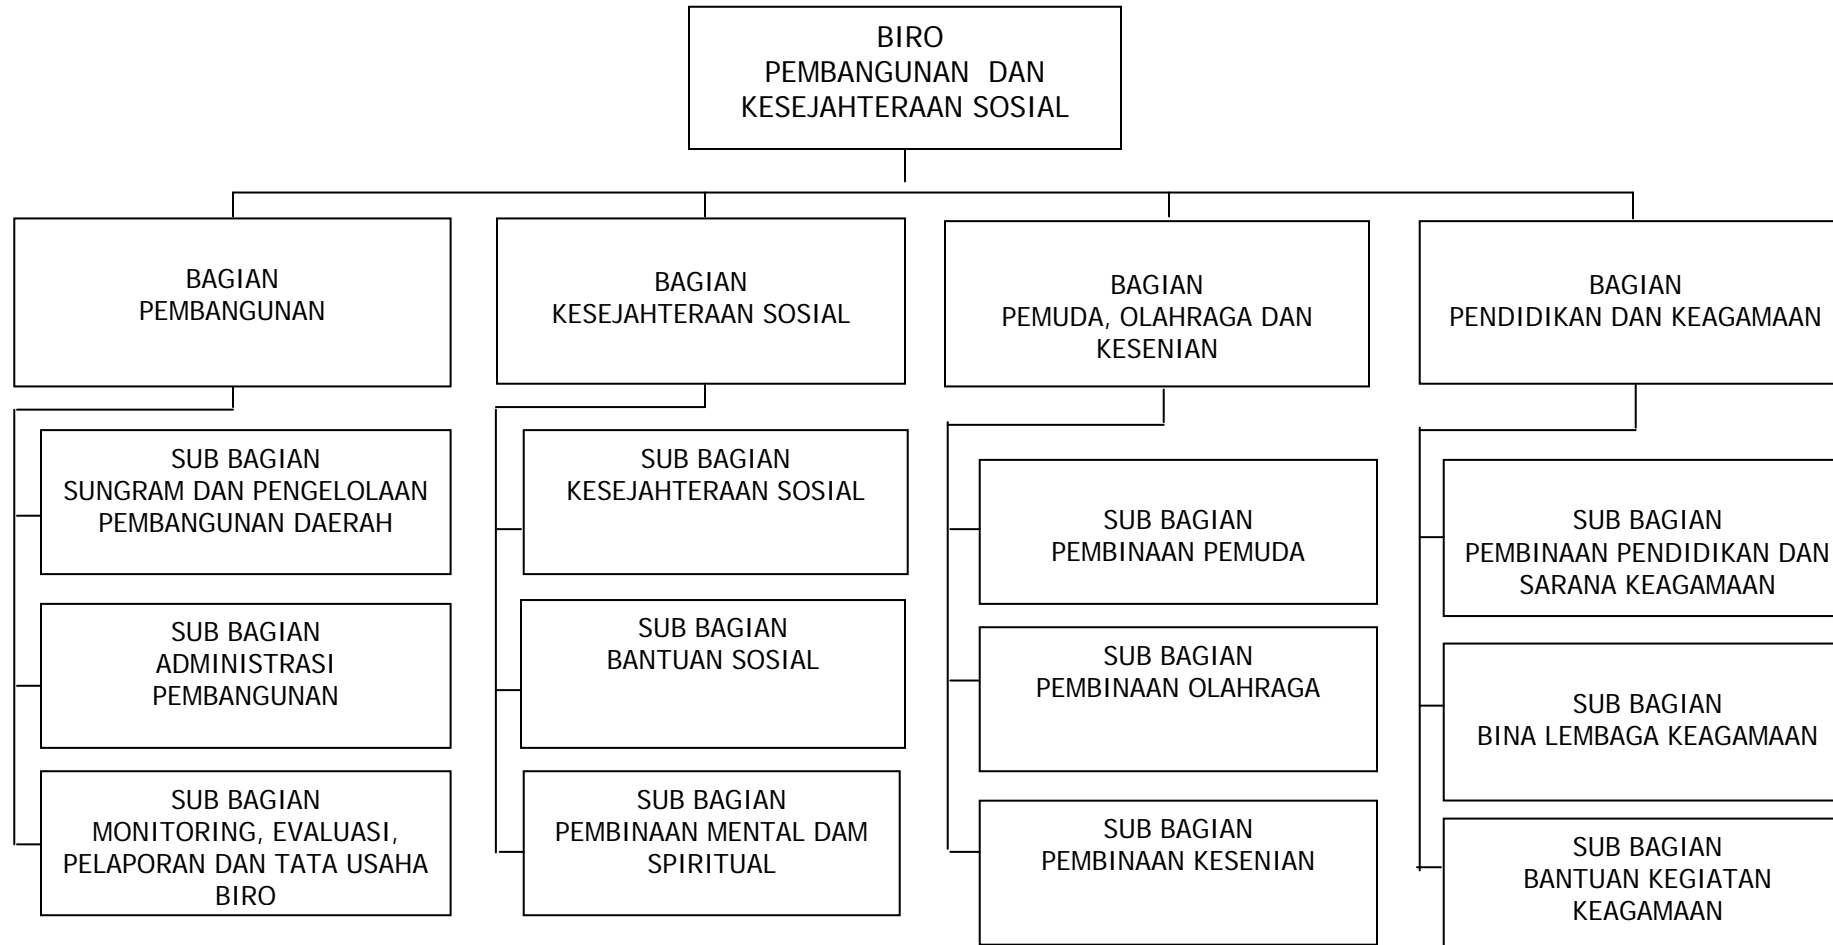 BIRO
PEMBANGUNAN DAN
KESEJAHTERAAN SOSIAL
BAGIAN
PEMBANGUNAN
BAGIAN
KESEJAHTERAAN SOSIAL
BAGIAN
PEMUDA, OLAHRAGA DAN
KESENIAN
BAGIAN
PENDIDIKAN DAN KEAGAMAAN
SUB BAGIAN
SUNGRAM DAN PENGELOLAAN
PEMBANGUNAN DAERAH
SUB BAGIAN
ADMINISTRASI
PEMBANGUNAN
SUB BAGIAN
MONITORING, EVALUASI,
PELAPORAN DAN TATA USAHA
BIRO
SUB BAGIAN
KESEJAHTERAAN SOSIAL
SUB BAGIAN
BANTUAN SOSIAL
SUB BAGIAN
PEMBINAAN MENTAL DAM
SPIRITUAL
SUB BAGIAN
PEMBINAAN PEMUDA
SUB BAGIAN
PEMBINAAN OLAHRAGA
SUB BAGIAN
PEMBINAAN KESENIAN
SUB BAGIAN
PEMBINAAN PENDIDIKAN DAN
SARANA KEAGAMAAN
SUB BAGIAN
BINA LEMBAGA KEAGAMAAN
SUB BAGIAN
BANTUAN KEGIATAN
KEAGAMAAN